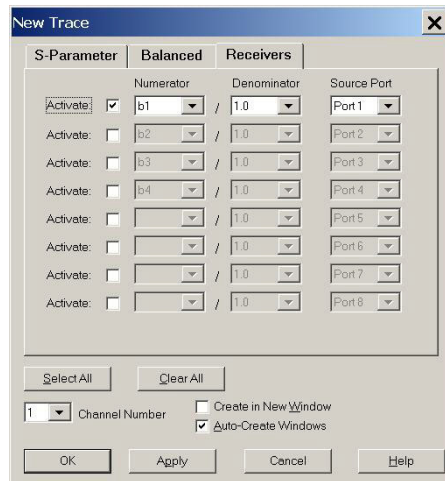 New Trace
S-Parameter Balanced Receivers
Numerator Denominator Source Port
Activate: b1 / 1.0 Port 1
Activate: b2 / 1.0 Port 2
Activate: b3 / 1.0 Port 3
Activate: b4 / 1.0 Port 4
Activate: / 1.0 Port 5
Activate: / 1.0 Port 6
Activate: / 1.0 Port 7
Activate: / 1.0 Port 8
Select All Clear All
1 Channel Number
Create in New Window
Auto-Create Windows
OK Apply Cancel Help